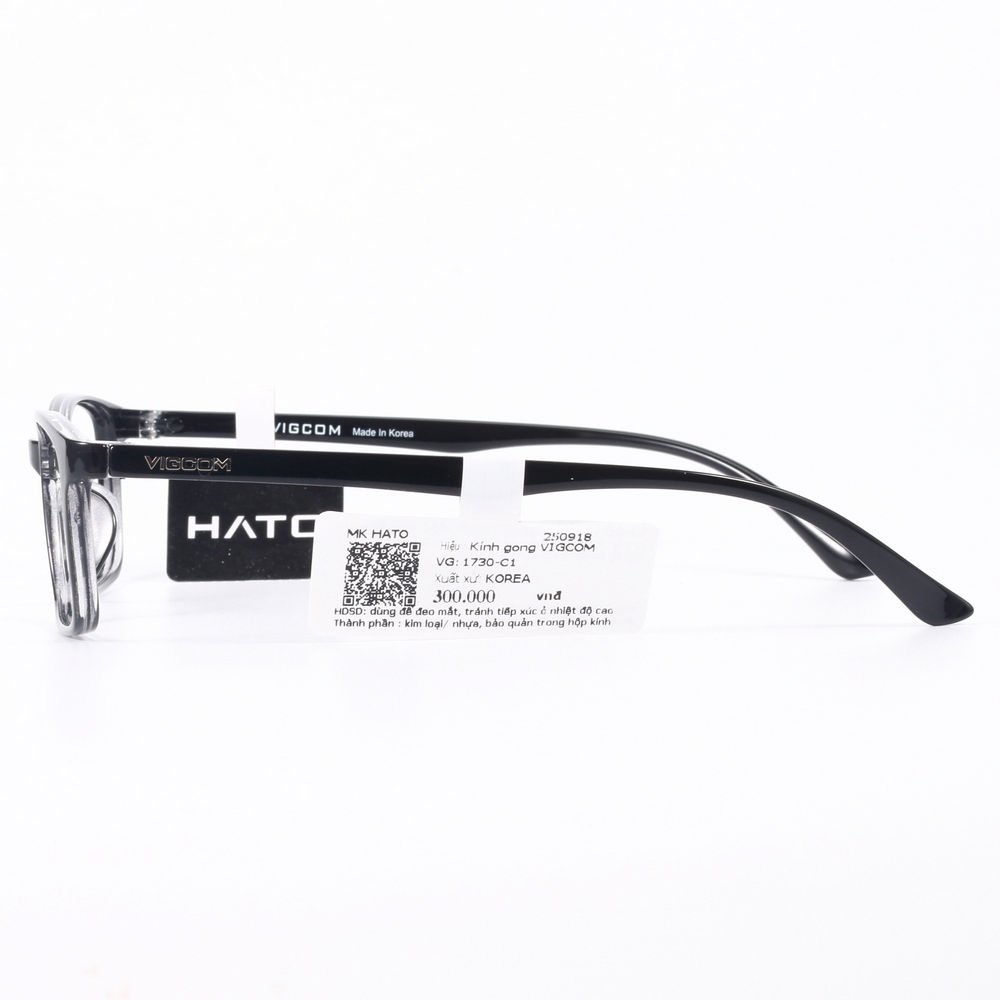 VIGCOM Made In Korea
VIGCOM
HATO
MK HATO 250918
Hiệu: Kính gọng VIGCOM
VG: 1730-C1
Xuất xứ: KOREA
300.000 vnđ
HDSD: dùng để đeo mắt, tránh tiếp xúc ở nhiệt độ cao
Thành phần : kim loại/ nhựa, bảo quản trong hộp kính